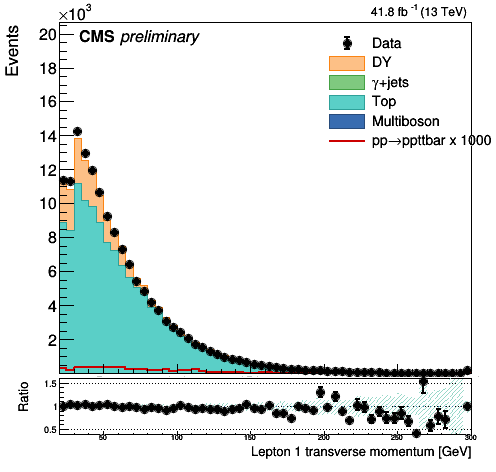 ×10³
41.8 fb⁻¹ (13 TeV)
CMS preliminary
Events
20
18
16
14
12
10
8
6
4
2
Data
DY
γ+jets
Top
Multiboson
pp→ppttbar x 1000
Ratio
1.5
1
0.5
50
100
150
200
250
300
Lepton 1 transverse momentum [GeV]